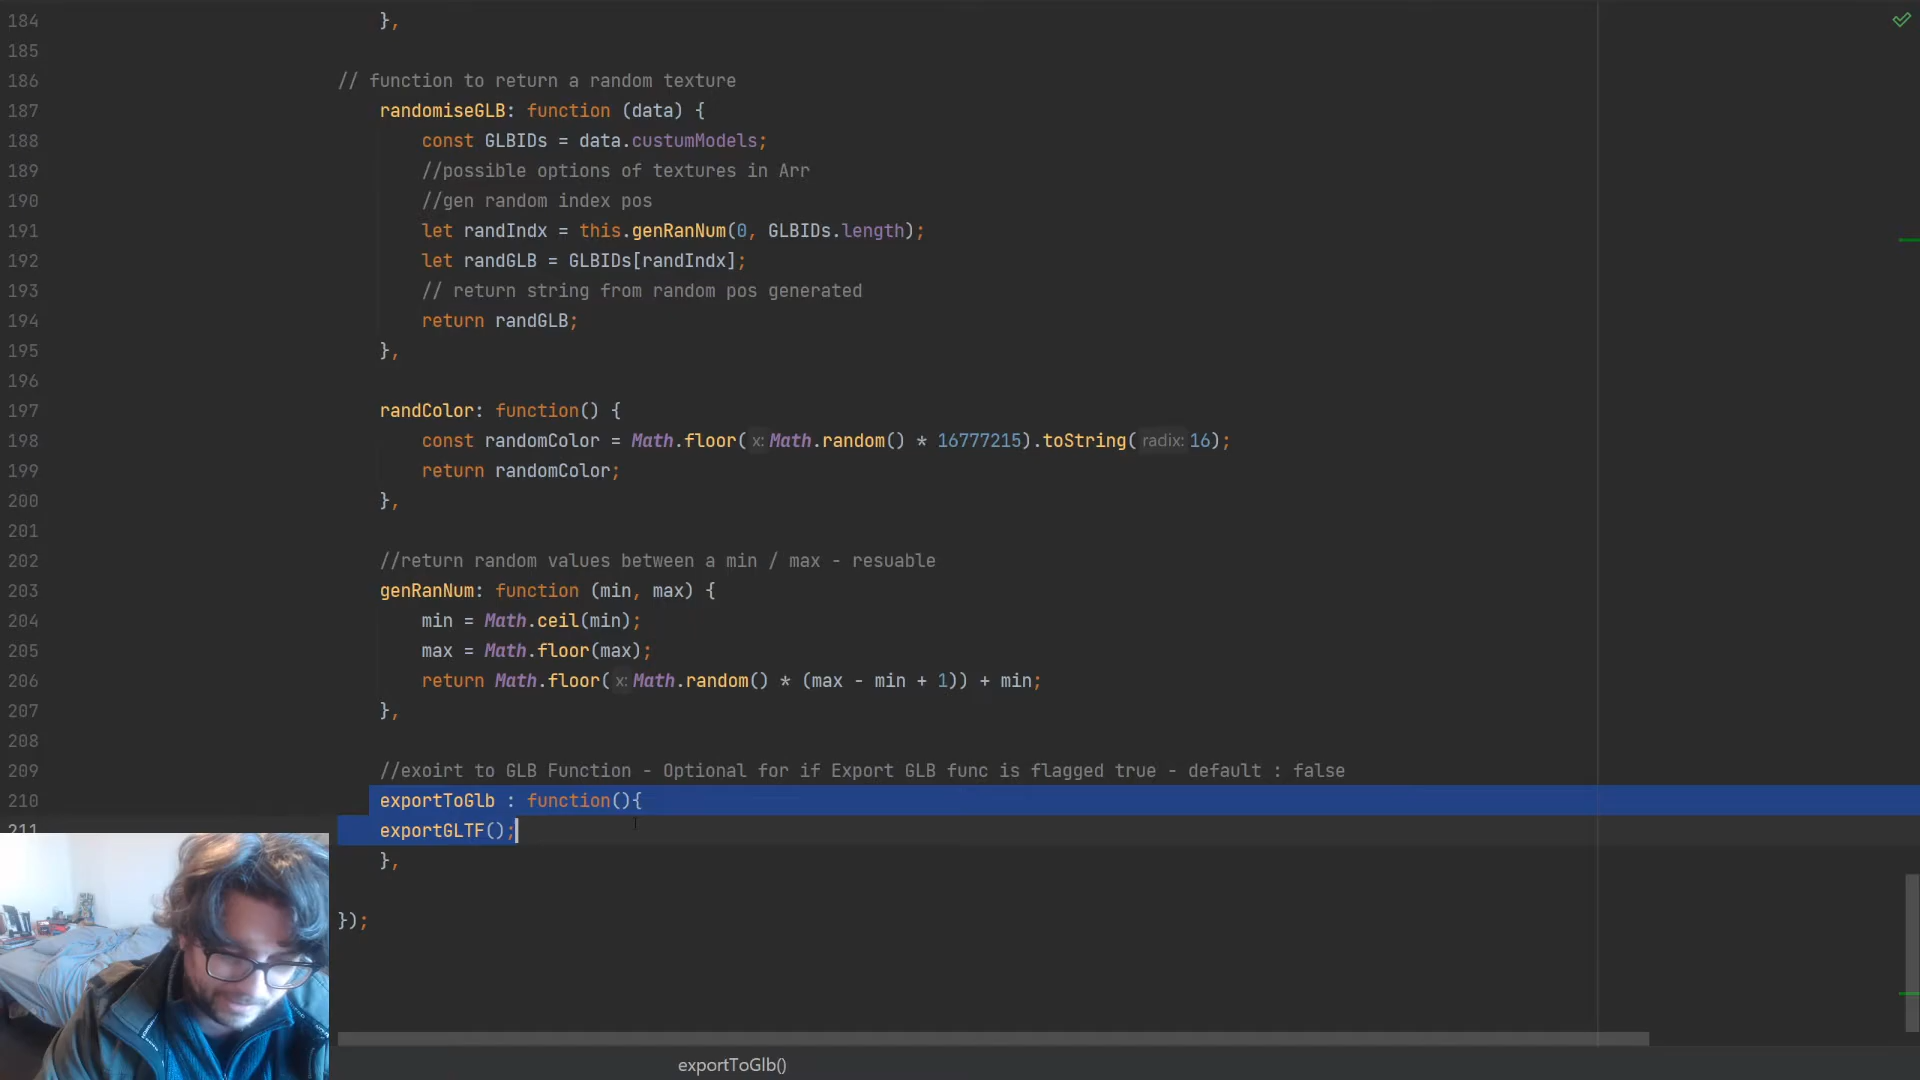 184 },
185
186 // function to return a random texture
187 randomiseGLB: function (data) {
188 const GLBIDs = data.custumModels;
189 //possible options of textures in Arr
190 //gen random index pos
191 let randIndx = this.genRanNum(0, GLBIDs.length);
192 let randGLB = GLBIDs[randIndx];
193 // return string from random pos generated
194 return randGLB;
195 },
196
197 randColor: function() {
198 const randomColor = Math.floor( x: Math.random() * 16777215).toString( radix: 16);
199 return randomColor;
200 },
201
202 //return random values between a min / max - resuable
203 genRanNum: function (min, max) {
204 min = Math.ceil(min);
205 max = Math.floor(max);
206 return Math.floor( x: Math.random() * (max - min + 1)) + min;
207 },
208
209 //exoirt to GLB Function - Optional for if Export GLB func is flagged true - default : false
210 exportToGlb : function(){
211 exportGLTF();
},
});
exportToGlb()